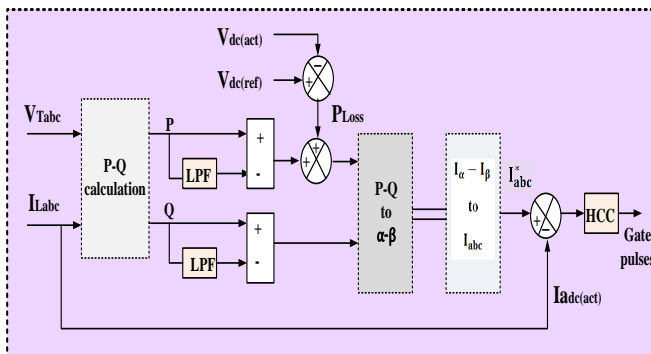 Vdc(act)
−
Vdc(ref)
+
VTabc
P
PLoss
+
-
+
+
LPF
P-Q
calculation
P-Q
to
α-β
Iα − Iβ
to
Iabc
I*abc
+
−
HCC
Gate
pulses
ILabc
Q
+
-
LPF
Iadc(act)